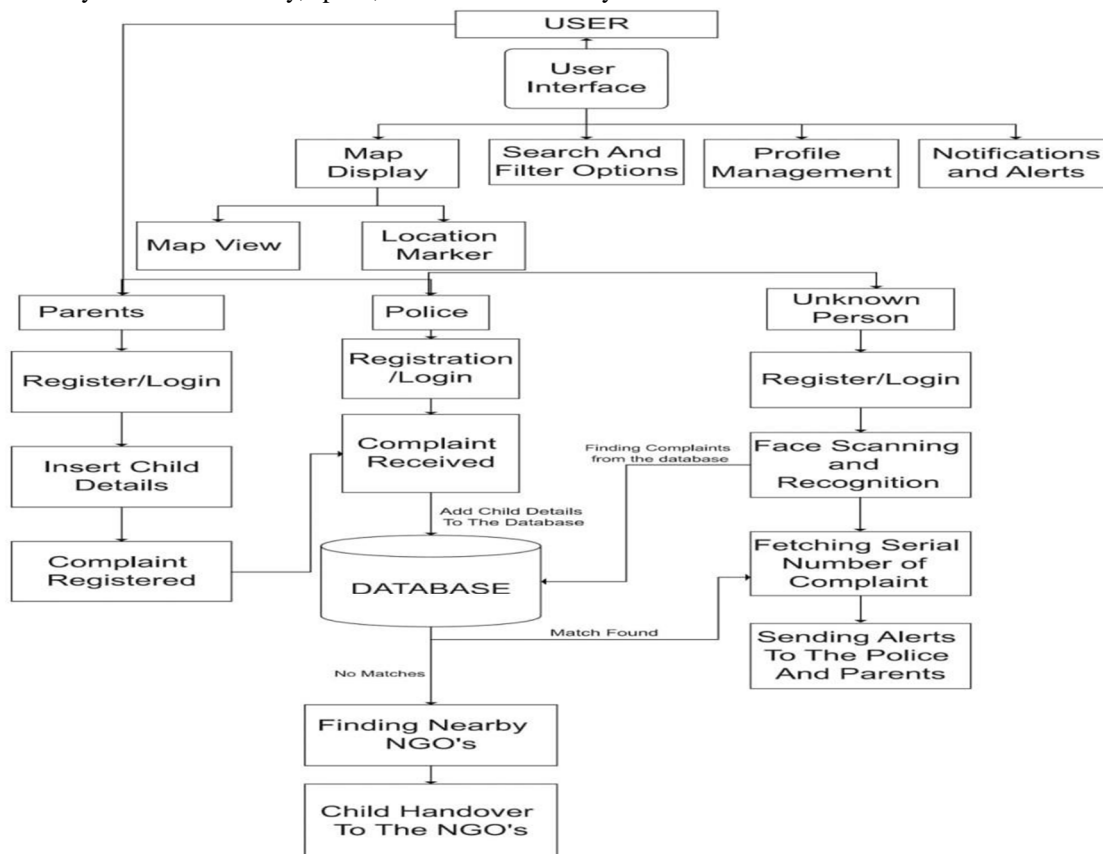 USER
User
Interface
Map
Display
Search And
Filter Options
Profile
Management
Notifications
and Alerts
Map View
Location
Marker
Parents
Police
Unknown
Person
Register/Login
Registration
/Login
Register/Login
Insert Child
Details
Complaint
Received
Finding Complaints
from the database
Face Scanning
and
Recognition
Add Child Details
To The Database
Complaint
Registered
DATABASE
Fetching Serial
Number of
Complaint
Match Found
Sending Alerts
To The Police
And Parents
No Matches
Finding Nearby
NGO's
Child Handover
To The NGO's